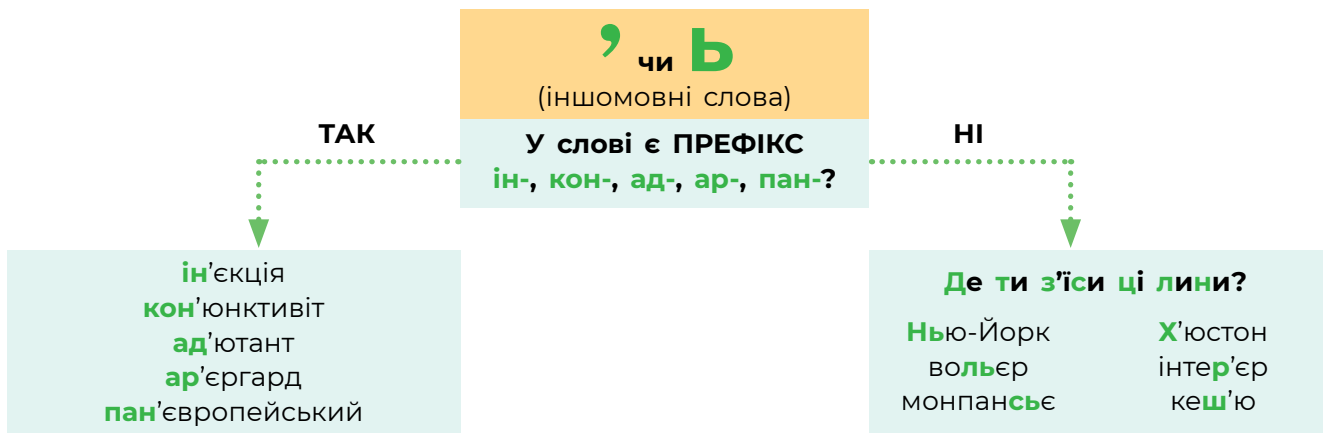 ’ чи Ь
(іншомовні слова)
ТАК
У слові є ПРЕФІКС
ін-, кон-, ад-, ар-, пан-?
НІ
ін’єкція
кон’юнктивіт
ад’ютант
ар’єргард
пан’європейський
Де ти з’їси ці лини?
Нью-Йорк
вольєр
монпансьє
Х’юстон
інтер’єр
кеш’ю